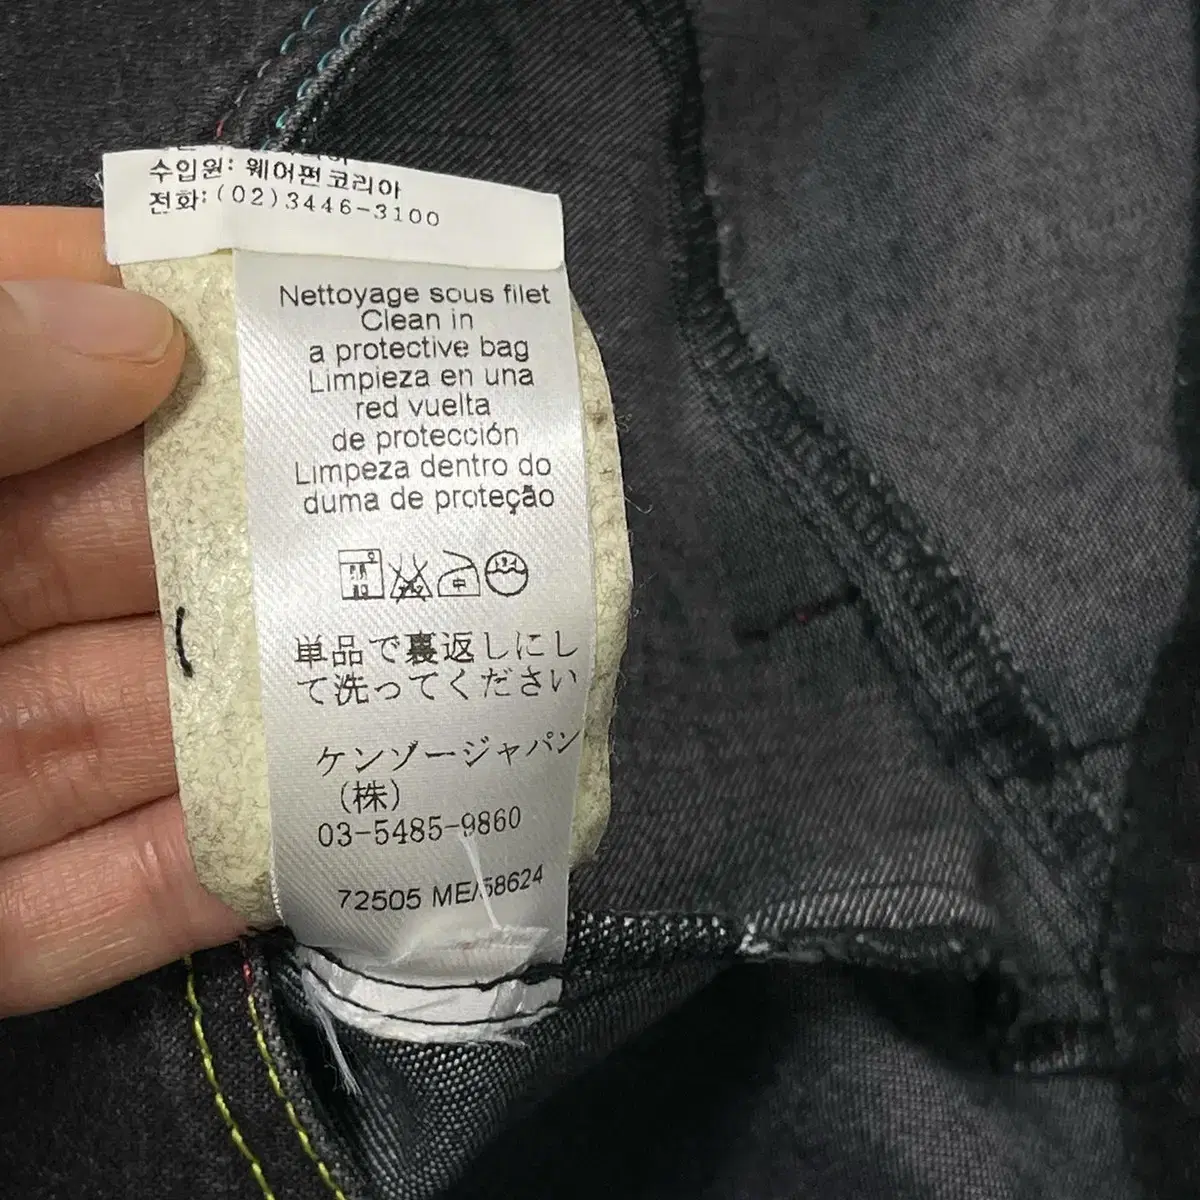 수입원: 웨어펀코리아
전화:(02)3446-3100
Nettoyage sous filet
Clean in
a protective bag
Limpieza en una
red vuelta
de protección
Limpeza dentro do
duma de proteção
単品で裏返しにし
て洗ってください
ケンゾージャパン
(株)
03-5485-9860
72505 ME/58624